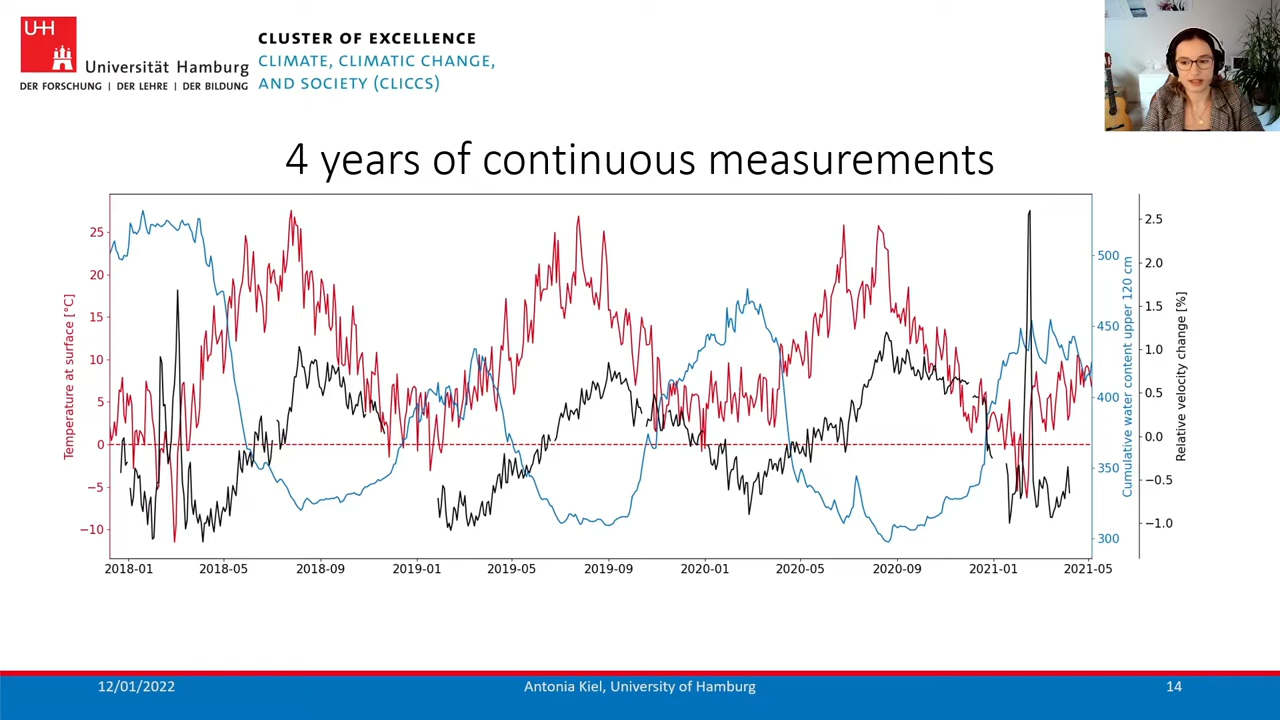 UHH
Universität Hamburg
DER FORSCHUNG | DER LEHRE | DER BILDUNG
CLUSTER OF EXCELLENCE
CLIMATE, CLIMATIC CHANGE,
AND SOCIETY (CLICCS)
4 years of continuous measurements
Temperature at surface [°C]
25
20
15
10
5
0
−5
−10
2018-01 2018-05 2018-09 2019-01 2019-05 2019-09 2020-01 2020-05 2020-09 2021-01 2021-05
500
450
400
350
300
Cumulative water content upper 120 cm
2.5
2.0
1.5
1.0
0.5
0.0
−0.5
−1.0
Relative velocity change [%]
12/01/2022 Antonia Kiel, University of Hamburg 14